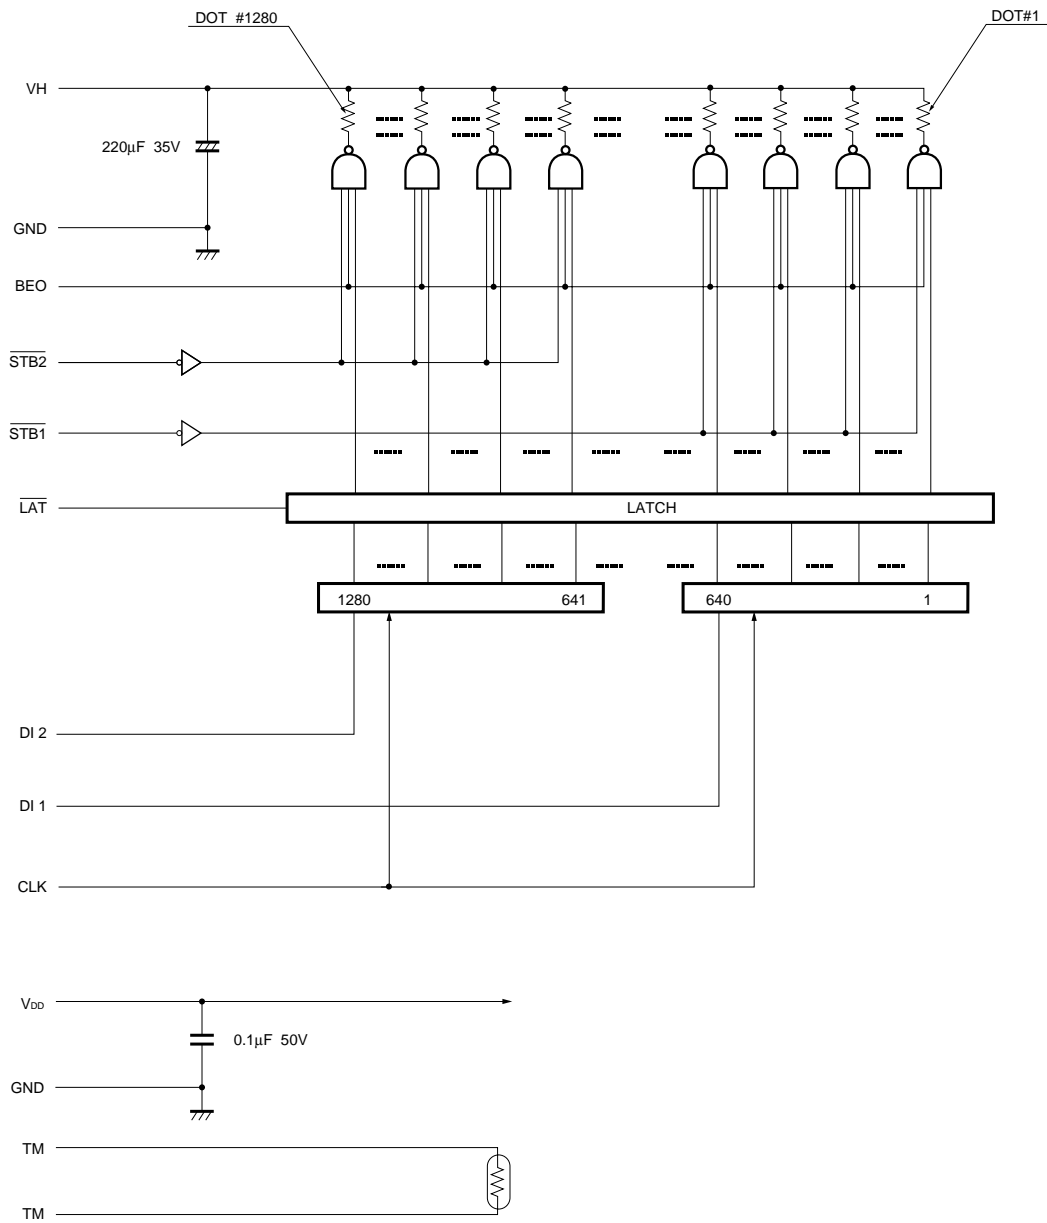 DOT #1280
DOT#1
VH
220µF 35V
GND
BEO
STB2
STB1
LAT
LATCH
1280
641
640
1
DI 2
DI 1
CLK
VDD
0.1µF 50V
GND
TM
TM